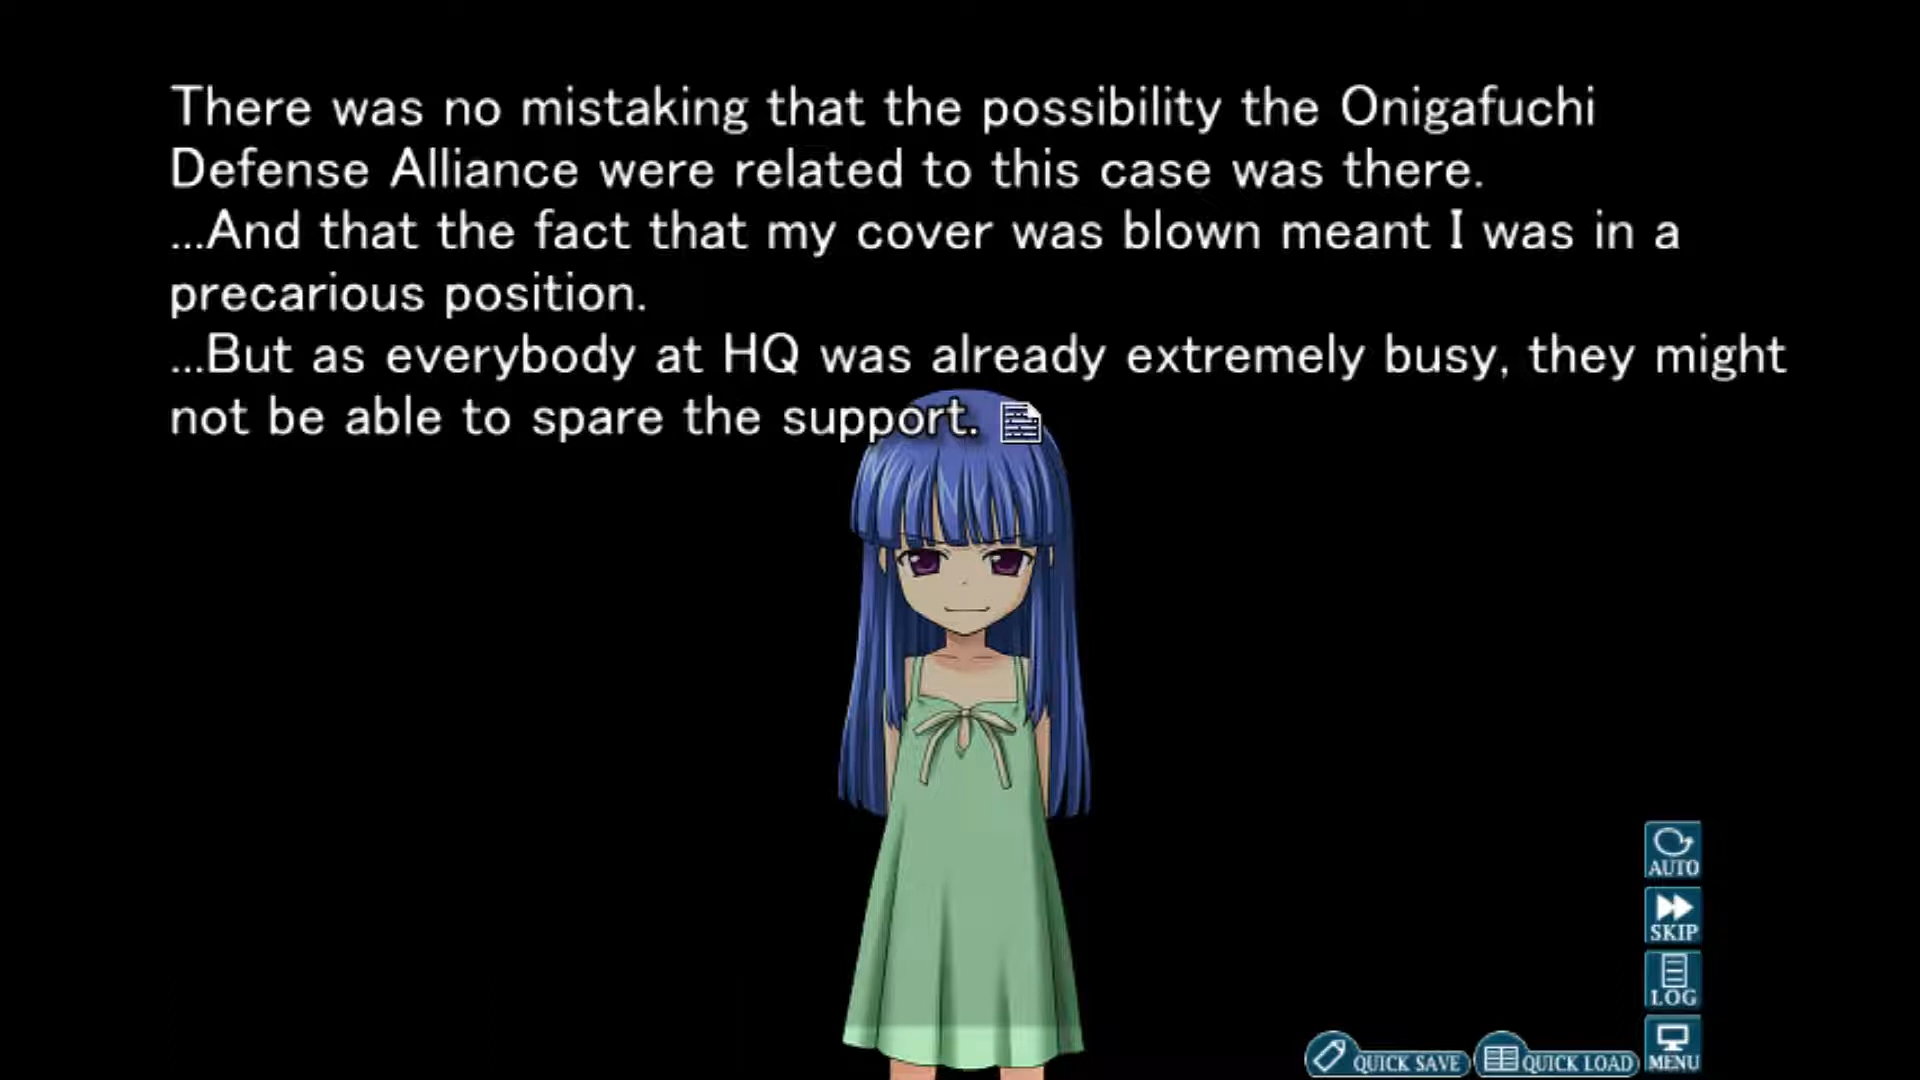 There was no mistaking that the possibility the Onigafuchi
Defense Alliance were related to this case was there.
...And that the fact that my cover was blown meant I was in a
precarious position.
...But as everybody at HQ was already extremely busy, they might
not be able to spare the support.
AUTO
SKIP
LOG
MENU
QUICK SAVE
QUICK LOAD